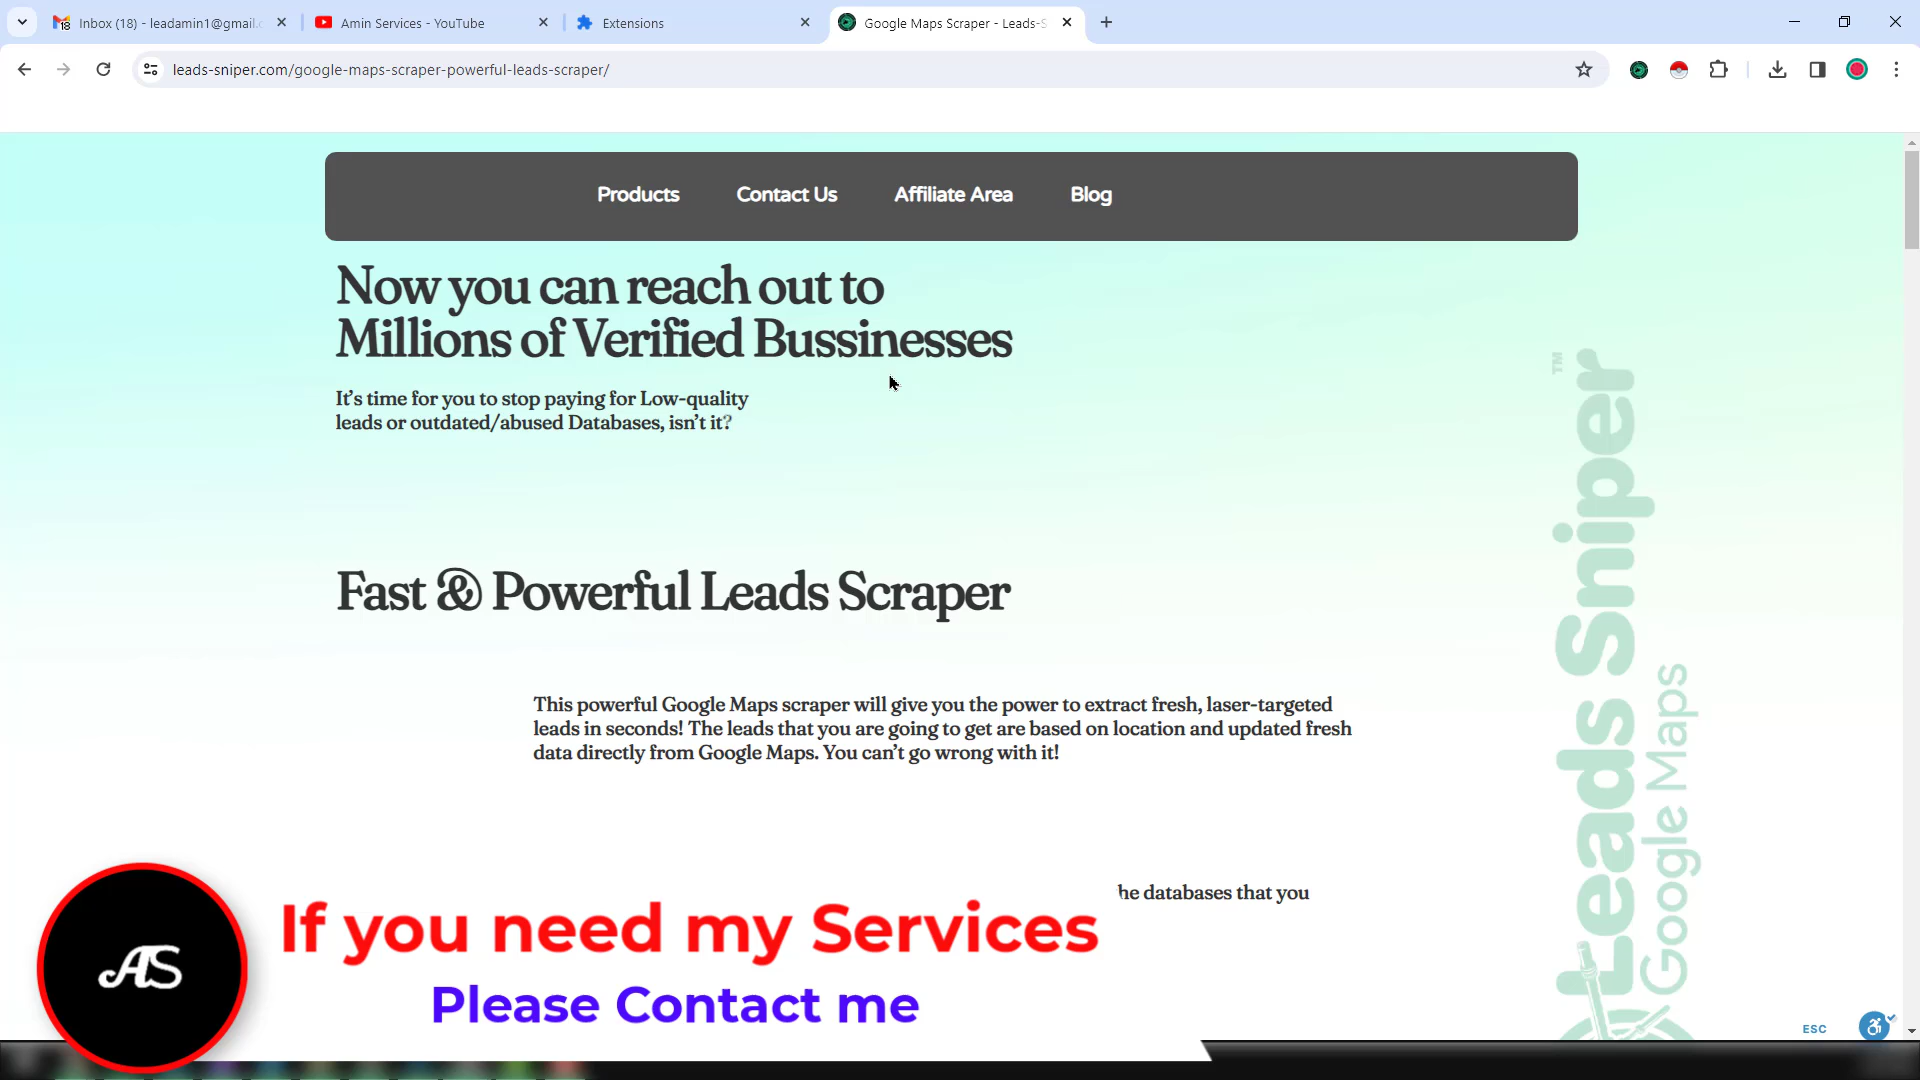 Inbox (18) - leadamin1@gmail.c
Amin Services - YouTube
Extensions
Google Maps Scraper - Leads-S
leads-sniper.com/google-maps-scraper-powerful-leads-scraper/
Products
Contact Us
Affiliate Area
Blog
Now you can reach out to
Millions of Verified Bussinesses
It's time for you to stop paying for Low-quality
leads or outdated/abused Databases, isn't it?
Fast & Powerful Leads Scraper
This powerful Google Maps scraper will give you the power to extract fresh, laser-targeted
leads in seconds! The leads that you are going to get are based on location and updated fresh
data directly from Google Maps. You can't go wrong with it!
he databases that you
Leads Sniper™
Google Maps
AS
If you need my Services
Please Contact me
ESC